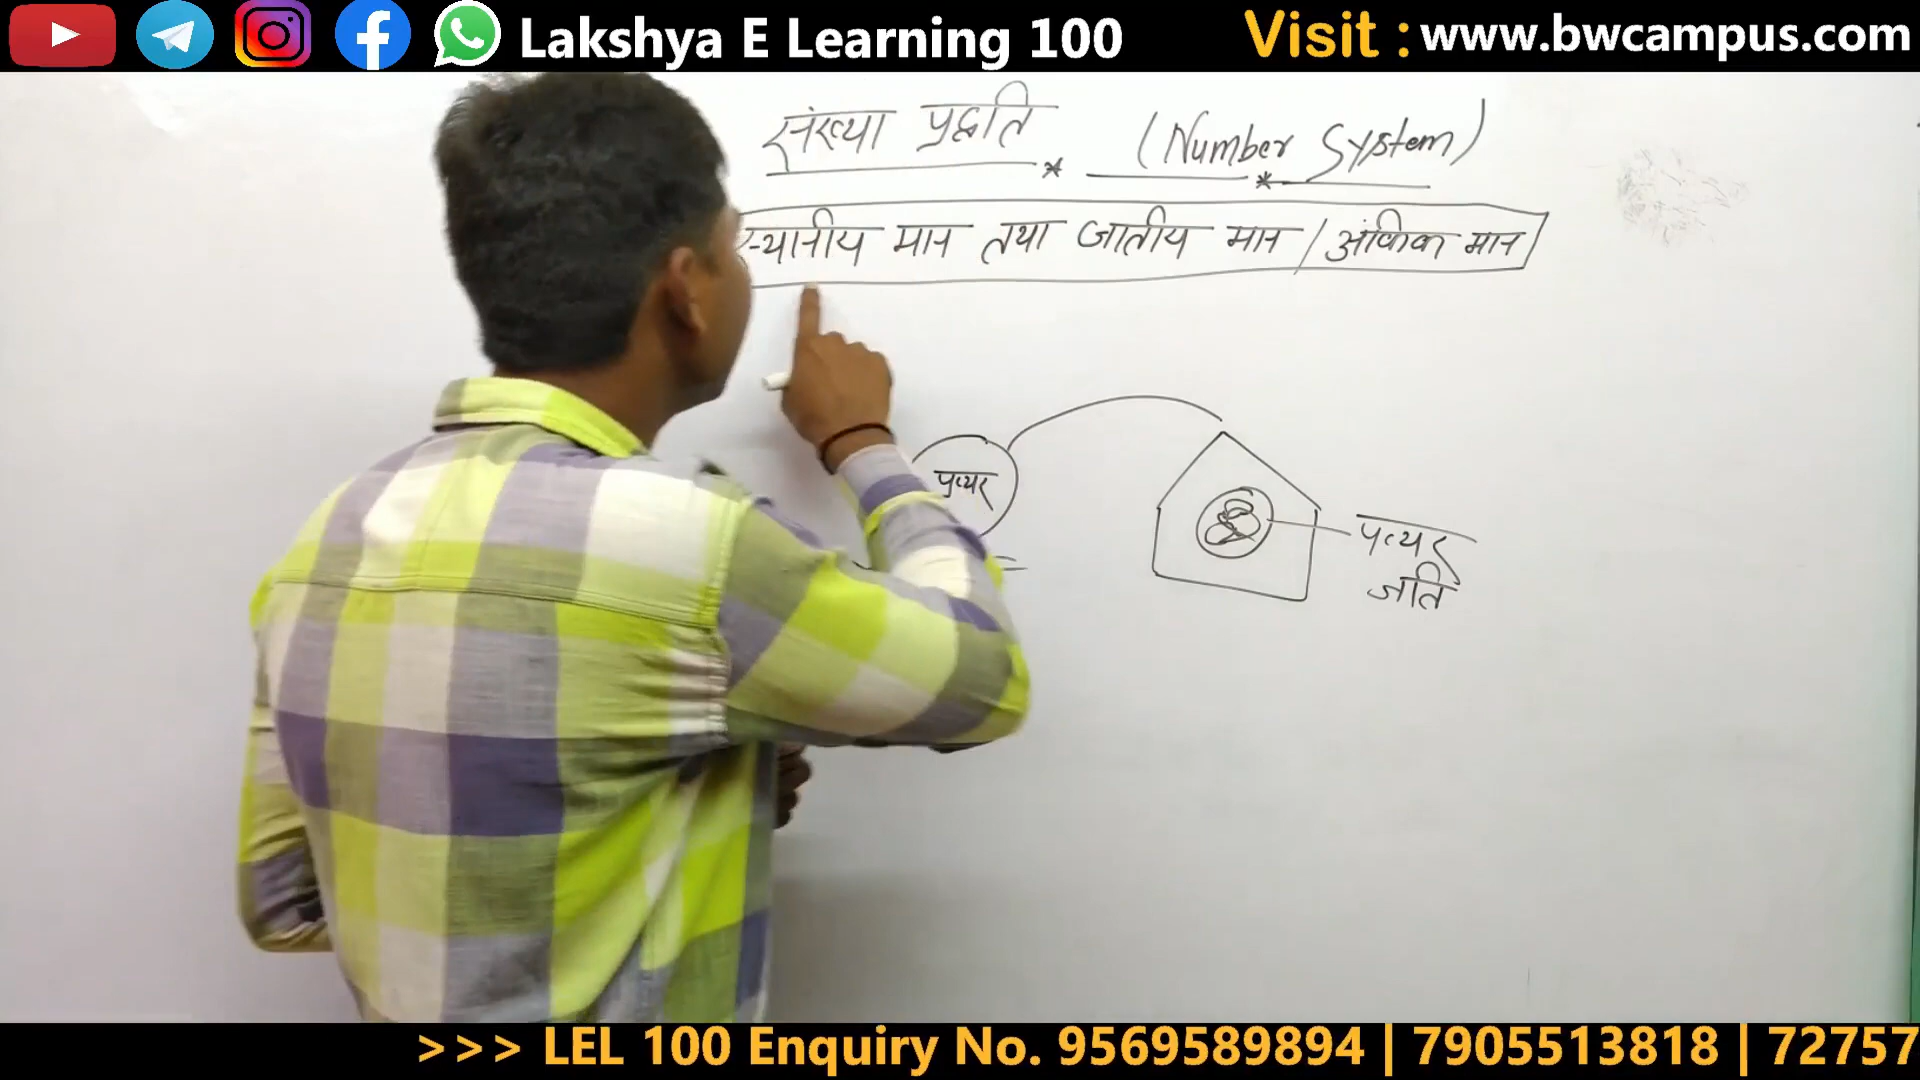 Lakshya E Learning 100 Visit : www.bwcampus.com
संख्या पद्धति (Number System)
स्थानीय मान तथा जातीय मान / आंकिक मान
पत्थर
पत्थर
जाति
>>> LEL 100 Enquiry No. 9569589894 | 7905513818 | 72757